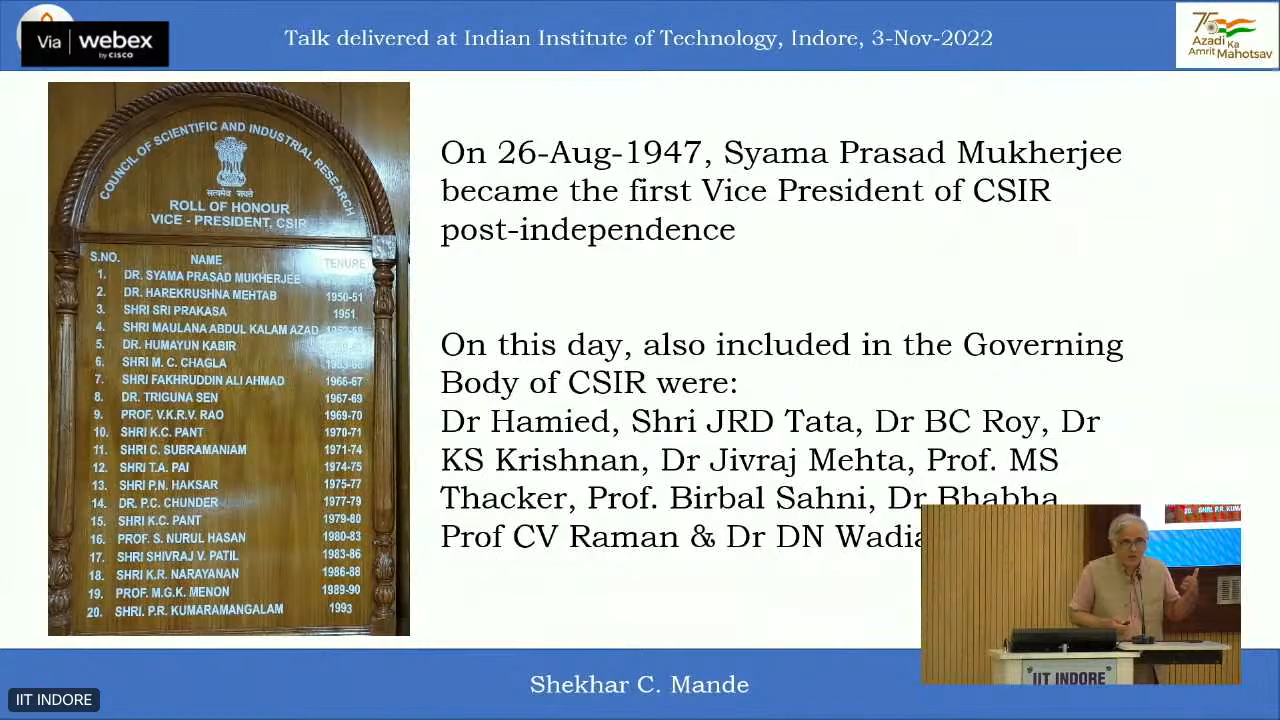 Via webex
by CISCO
Talk delivered at Indian Institute of Technology, Indore, 3-Nov-2022
75
Azadi Ka
Amrit Mahotsav
COUNCIL OF SCIENTIFIC AND INDUSTRIAL RESEARCH
सत्यमेव जयते
ROLL OF HONOUR
VICE - PRESIDENT, CSIR
S.NO. NAME TENURE
1. DR. SYAMA PRASAD MUKHERJEE
2. DR. HAREKRUSHNA MEHTAB 1950-51
3. SHRI SRI PRAKASA 1951
4. SHRI MAULANA ABDUL KALAM AZAD
5. DR. HUMAYUN KABIR
6. SHRI M. C. CHAGLA
7. SHRI FAKHRUDDIN ALI AHMAD 1966-67
8. DR. TRIGUNA SEN 1967-69
9. PROF. V.K.R.V. RAO 1969-70
10. SHRI K.C. PANT 1970-71
11. SHRI C. SUBRAMANIAM 1971-74
12. SHRI T.A. PAI 1974-75
13. SHRI P.N. HAKSAR 1975-77
14. DR. P.C. CHUNDER 1977-79
15. SHRI K.C. PANT 1979-80
16. PROF. S. NURUL HASAN 1980-83
17. SHRI SHIVRAJ V. PATIL 1983-86
18. SHRI K.R. NARAYANAN 1986-88
19. PROF. M.G.K. MENON 1989-90
20. SHRI. P.R. KUMARAMANGALAM 1993
On 26-Aug-1947, Syama Prasad Mukherjee
became the first Vice President of CSIR
post-independence
On this day, also included in the Governing
Body of CSIR were:
Dr Hamied, Shri JRD Tata, Dr BC Roy, Dr
KS Krishnan, Dr Jivraj Mehta, Prof. MS
Thacker, Prof. Birbal Sahni, Dr Bhabha
Prof CV Raman & Dr DN Wadia
20. SHRI. P.R. KUMA
IIT INDORE
Shekhar C. Mande
IIT INDORE